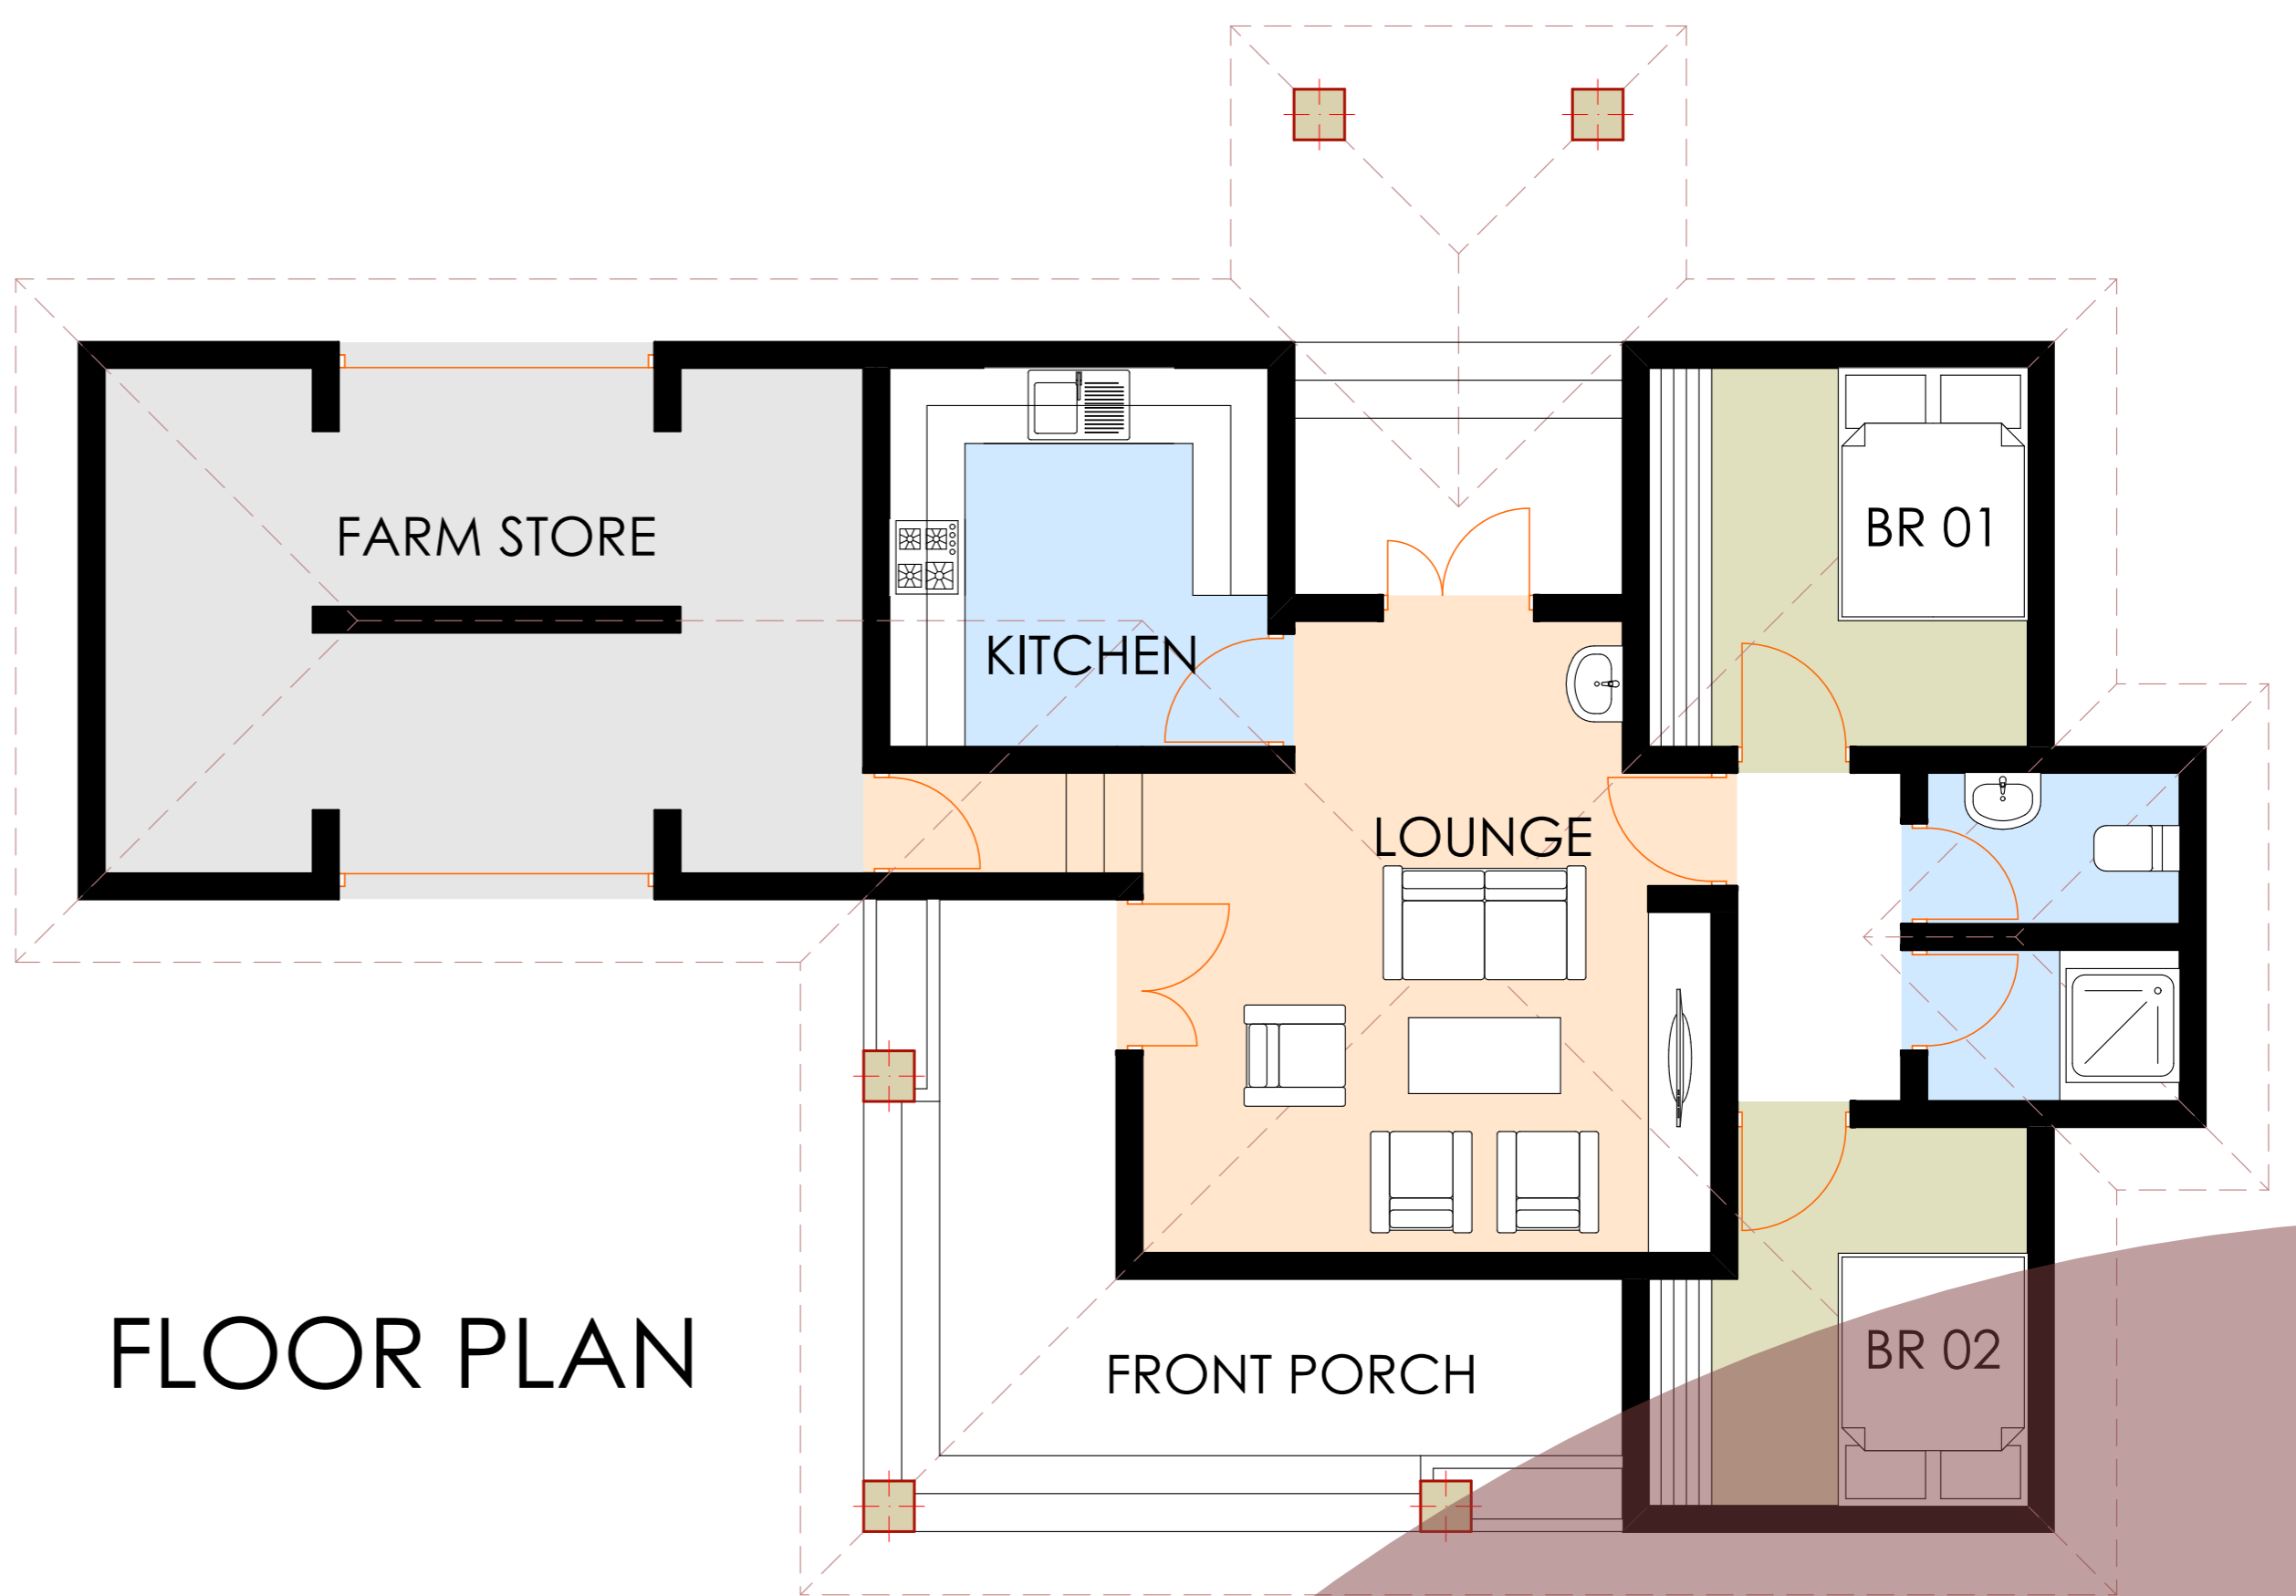 FARM STORE
BR 01
KITCHEN
LOUNGE
FLOOR PLAN
FRONT PORCH
BR 02